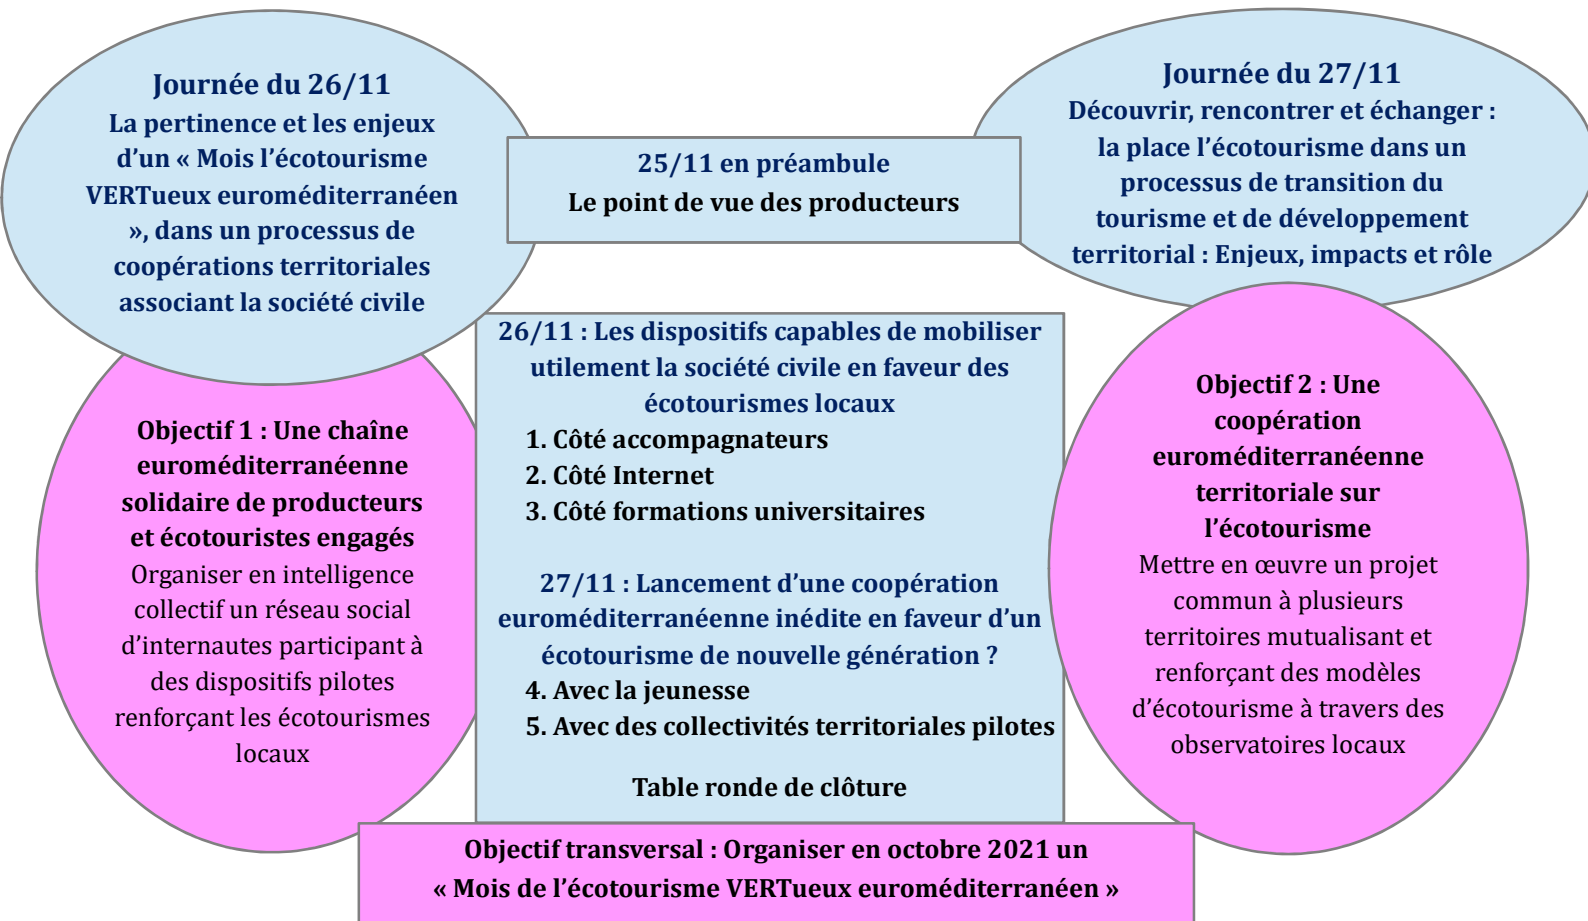 Journée du 26/11
La pertinence et les enjeux
d’un « Mois l’écotourisme
VERTueux euroméditerranéen
», dans un processus de
coopérations territoriales
associant la société civile
25/11 en préambule
Le point de vue des producteurs
Journée du 27/11
Découvrir, rencontrer et échanger :
la place l’écotourisme dans un
processus de transition du
tourisme et de développement
territorial : Enjeux, impacts et rôle
Objectif 1 : Une chaîne
euroméditerranéenne
solidaire de producteurs
et écotouristes engagés
Organiser en intelligence
collectif un réseau social
d’internautes participant à
des dispositifs pilotes
renforçant les écotourismes
locaux
26/11 : Les dispositifs capables de mobiliser
utilement la société civile en faveur des
écotourismes locaux
1. Côté accompagnateurs
2. Côté Internet
3. Côté formations universitaires
27/11 : Lancement d’une coopération
euroméditerranéenne inédite en faveur d’un
écotourisme de nouvelle génération ?
4. Avec la jeunesse
5. Avec des collectivités territoriales pilotes
Table ronde de clôture
Objectif 2 : Une
coopération
euroméditerranéenne
territoriale sur
l’écotourisme
Mettre en œuvre un projet
commun à plusieurs
territoires mutualisant et
renforçant des modèles
d’écotourisme à travers des
observatoires locaux
Objectif transversal : Organiser en octobre 2021 un
« Mois de l’écotourisme VERTueux euroméditerranéen »